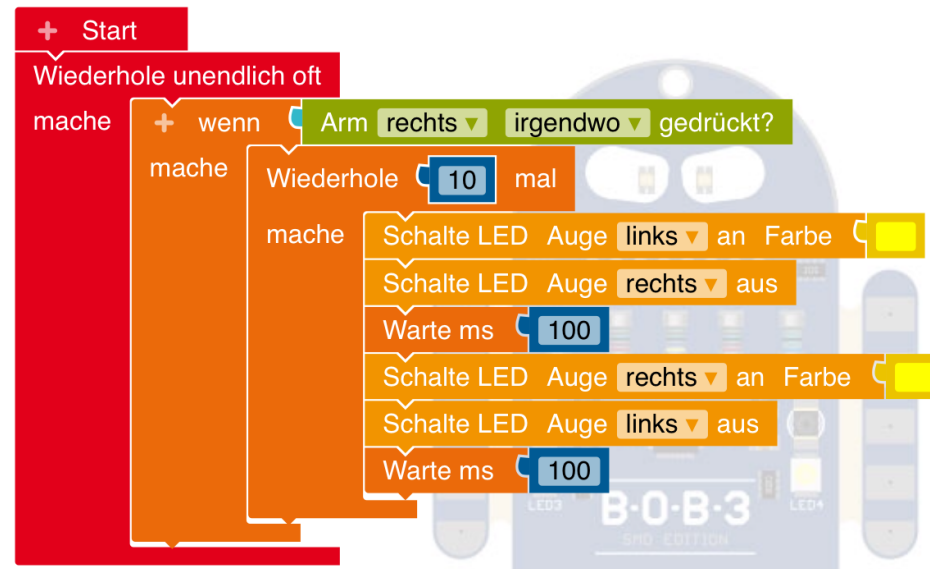 + Start
Wiederhole unendlich oft
mache + wenn Arm rechts ▾ irgendwo ▾ gedrückt?
mache Wiederhole 10 mal
mache Schalte LED Auge links ▾ an Farbe
Schalte LED Auge rechts ▾ aus
Warte ms 100
Schalte LED Auge rechts ▾ an Farbe
Schalte LED Auge links ▾ aus
Warte ms 100
LED3 B·O·B·3 LED4
SMD EDITION